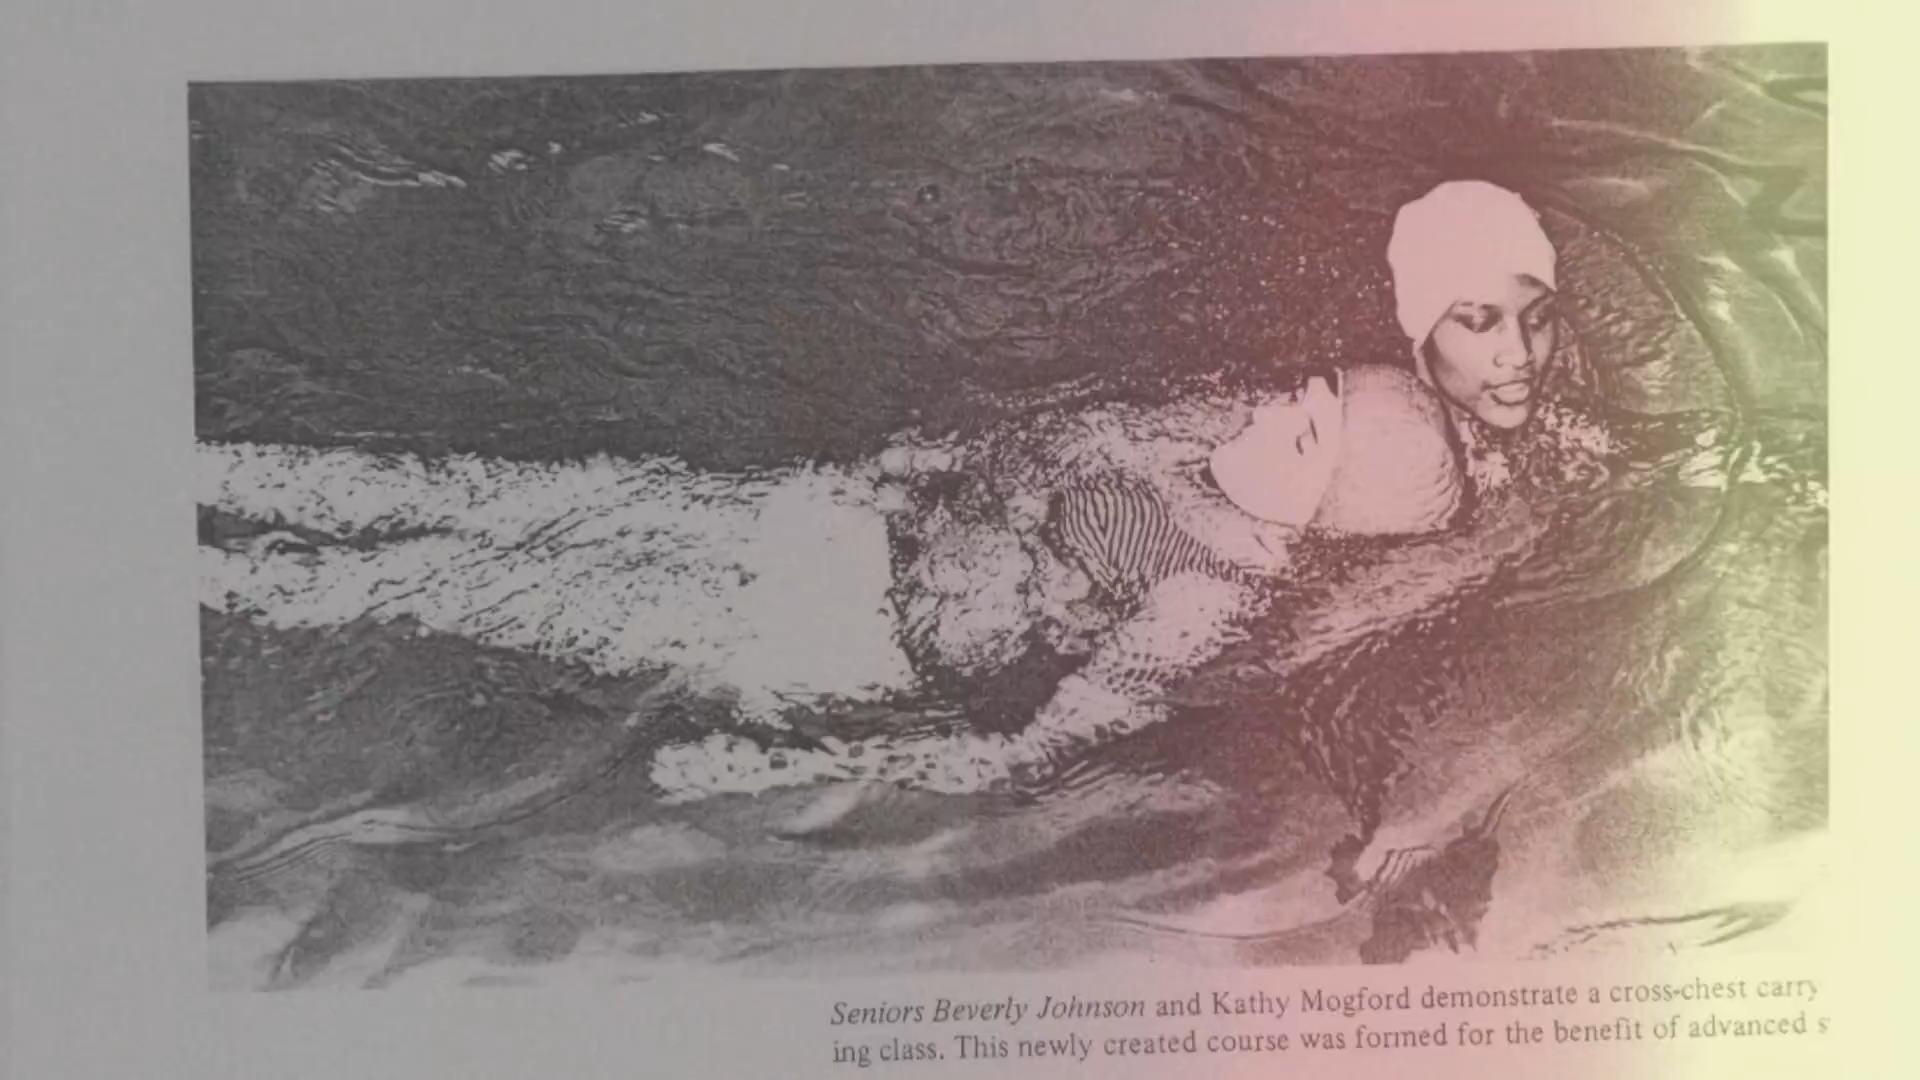 Seniors Beverly Johnson and Kathy Mogford demonstrate a cross-chest carry
ing class. This newly created course was formed for the benefit of advanced